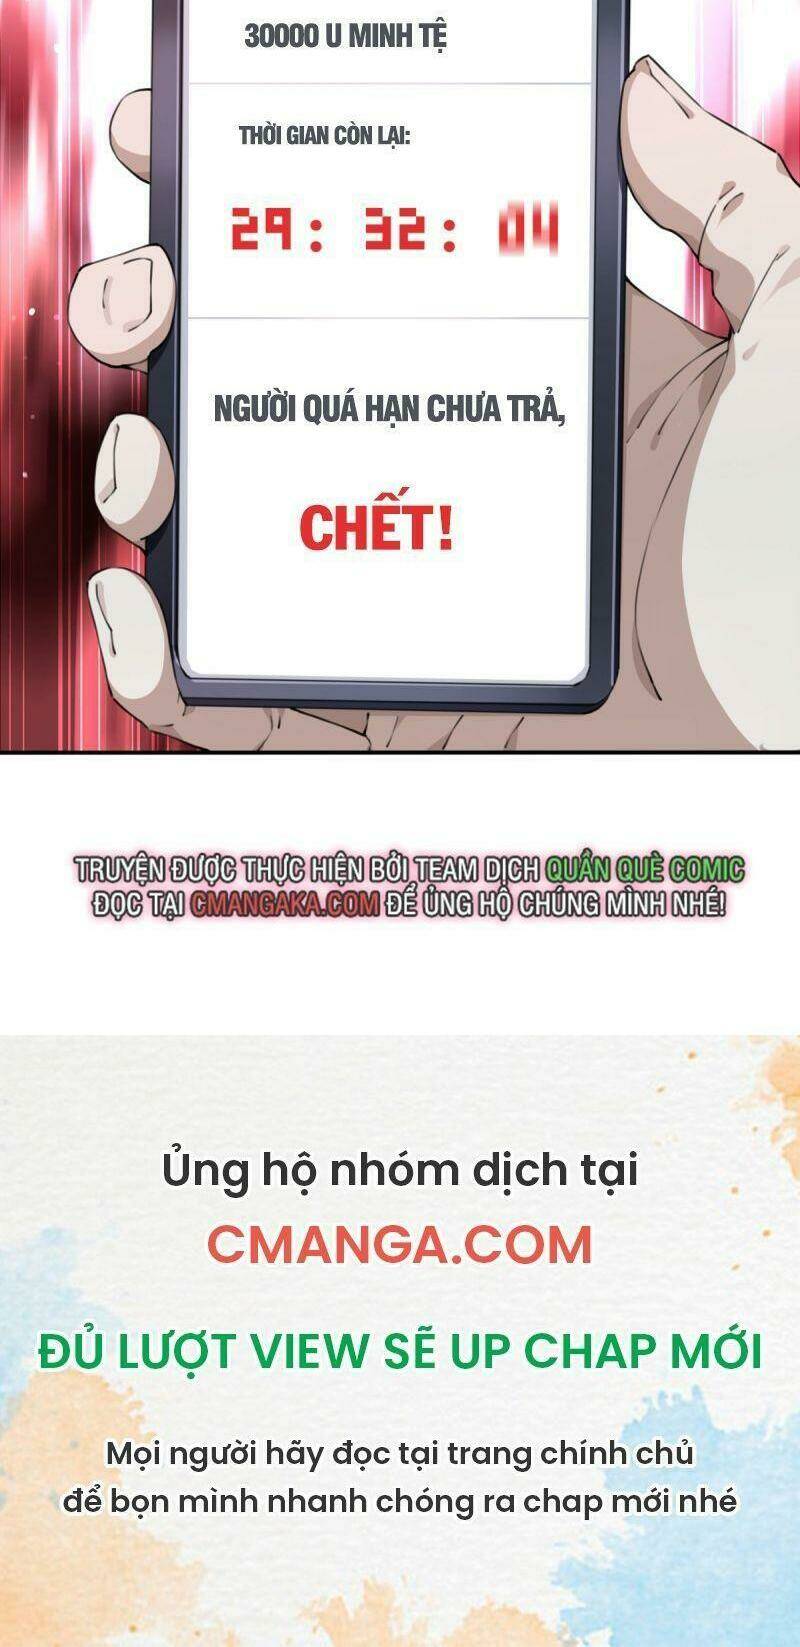 30000 U MINH TỆ
THỜI GIAN CÒN LẠI:
29: 32: 04
NGƯỜI QUÁ HẠN CHƯA TRẢ,
CHẾT!
TRUYỆN ĐƯỢC THỰC HIỆN BỞI TEAM DỊCH QUẦN QUÈ COMIC
ĐỌC TẠI CMANGAKA.COM ĐỂ ỦNG HỘ CHÚNG MÌNH NHÉ!
Ủng hộ nhóm dịch tại
CMANGA.COM
ĐỦ LƯỢT VIEW SẼ UP CHAP MỚI
Mọi người hãy đọc tại trang chính chủ
để bọn mình nhanh chóng ra chap mới nhé